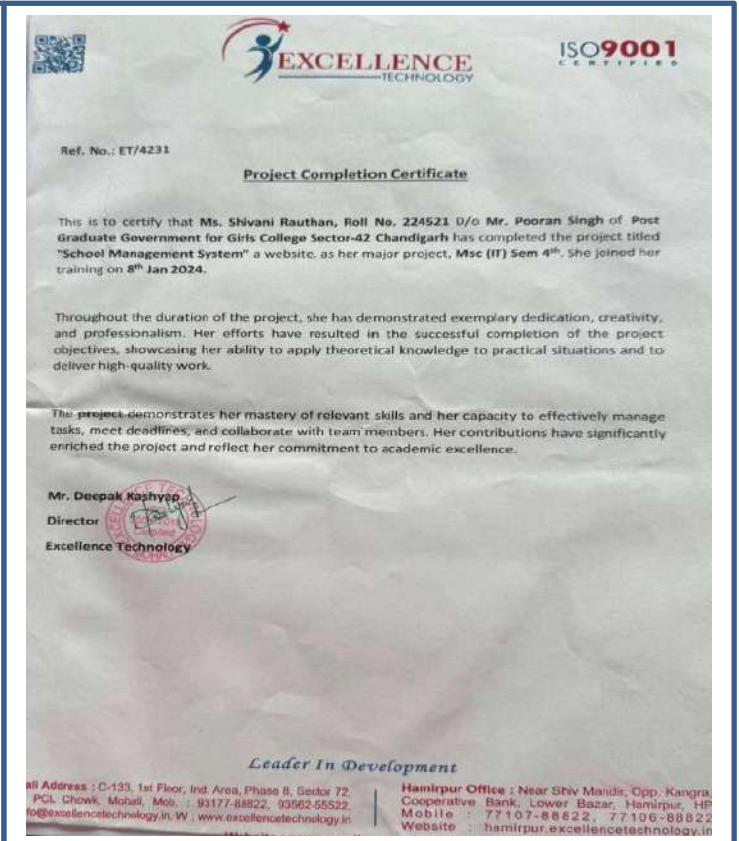 EXCELLENCE
TECHNOLOGY
ISO9001
CERTIFIED
Ref. No.: ET/4231
Project Completion Certificate
This is to certify that Ms. Shivani Rauthan, Roll No. 224521 D/o Mr. Pooran Singh of Post
Graduate Government for Girls College Sector-42 Chandigarh has completed the project titled
"School Management System" a website, as her major project, Msc (IT) Sem 4th. She joined her
training on 8th Jan 2024.
Throughout the duration of the project, she has demonstrated exemplary dedication, creativity,
and professionalism. Her efforts have resulted in the successful completion of the project
objectives, showcasing her ability to apply theoretical knowledge to practical situations and to
deliver high-quality work.
The project demonstrates her mastery of relevant skills and her capacity to effectively manage
tasks, meet deadlines, and collaborate with team members. Her contributions have significantly
enriched the project and reflect her commitment to academic excellence.
Mr. Deepak Kashyap
Director
Excellence Technology
Leader In Development
Address : C-133, 1st Floor, Ind. Area, Phase 8, Sector 72,
PCL Chowk, Mohali, Mob. : 93177-88822, 93562-55522,
fo@excellencetechnology.in, W : www.excellencetechnology.in
Hamirpur Office : Near Shiv Mandir, Opp. Kangra,
Cooperative Bank, Lower Bazar, Hamirpur, HP
Mobile : 77107-88822, 77106-88822
Website : hamirpur.excellencetechnology.in